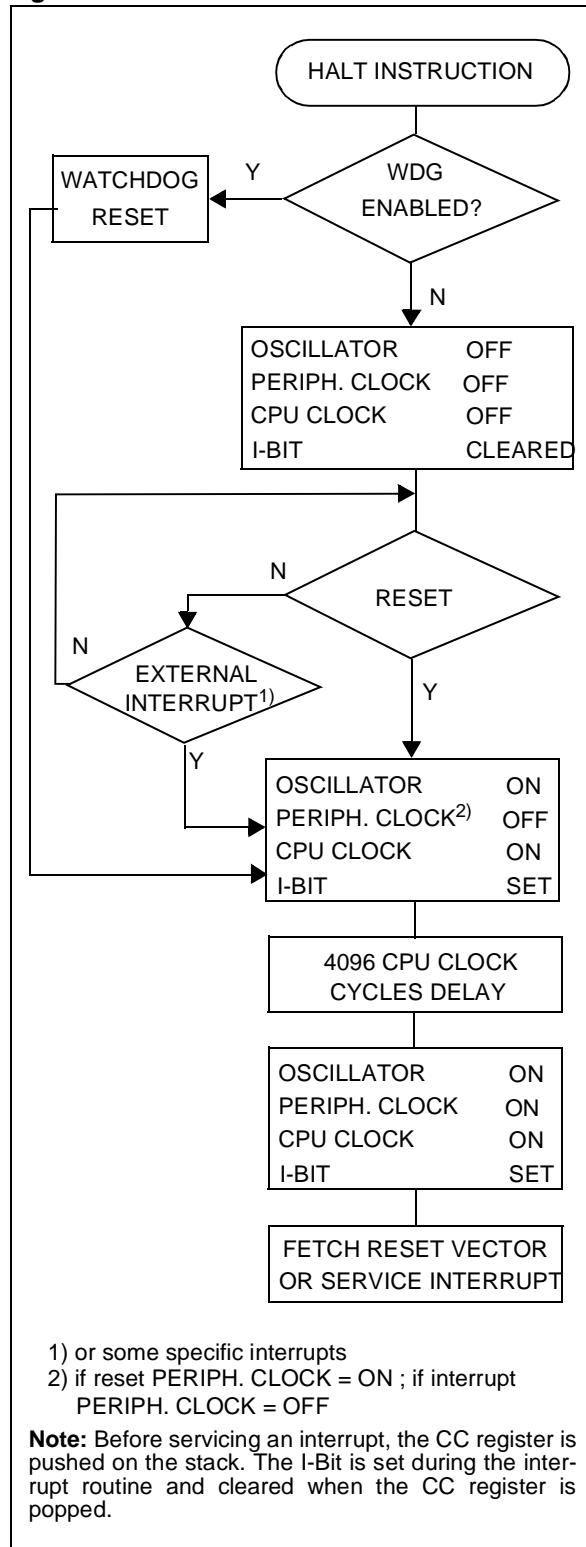 HALT INSTRUCTION
WDG
ENABLED?
Y
WATCHDOG
RESET
N
OSCILLATOR OFF
PERIPH. CLOCK OFF
CPU CLOCK OFF
I-BIT CLEARED
RESET
N
N
EXTERNAL
INTERRUPT1)
Y
Y
OSCILLATOR ON
PERIPH. CLOCK2) OFF
CPU CLOCK ON
I-BIT SET
4096 CPU CLOCK
CYCLES DELAY
OSCILLATOR ON
PERIPH. CLOCK ON
CPU CLOCK ON
I-BIT SET
FETCH RESET VECTOR
OR SERVICE INTERRUPT
1) or some specific interrupts
2) if reset PERIPH. CLOCK = ON ; if interrupt
PERIPH. CLOCK = OFF
Note: Before servicing an interrupt, the CC register is
pushed on the stack. The I-Bit is set during the inter-
rupt routine and cleared when the CC register is
popped.